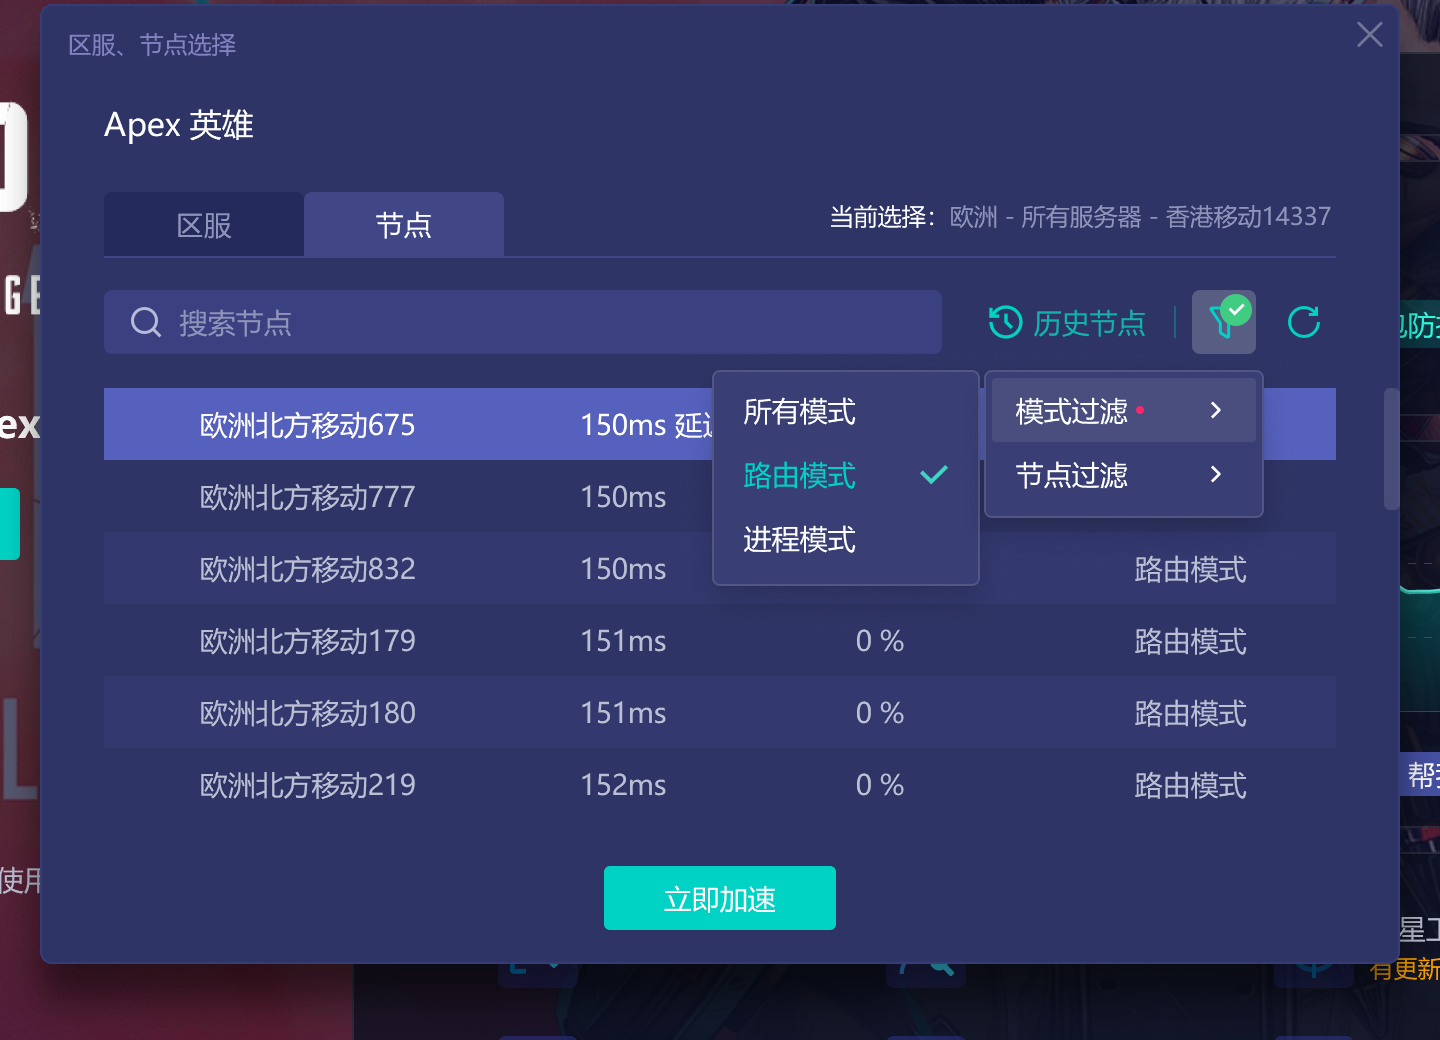 区服、节点选择
Apex 英雄
区服
节点
当前选择：欧洲 - 所有服务器 - 香港移动14337
搜索节点
历史节点
模式过滤
节点过滤
所有模式
路由模式
进程模式
欧洲北方移动675 150ms
欧洲北方移动777 150ms
欧洲北方移动832 150ms 路由模式
欧洲北方移动179 151ms 0 % 路由模式
欧洲北方移动180 151ms 0 % 路由模式
欧洲北方移动219 152ms 0 % 路由模式
立即加速
ex
使用
有更新